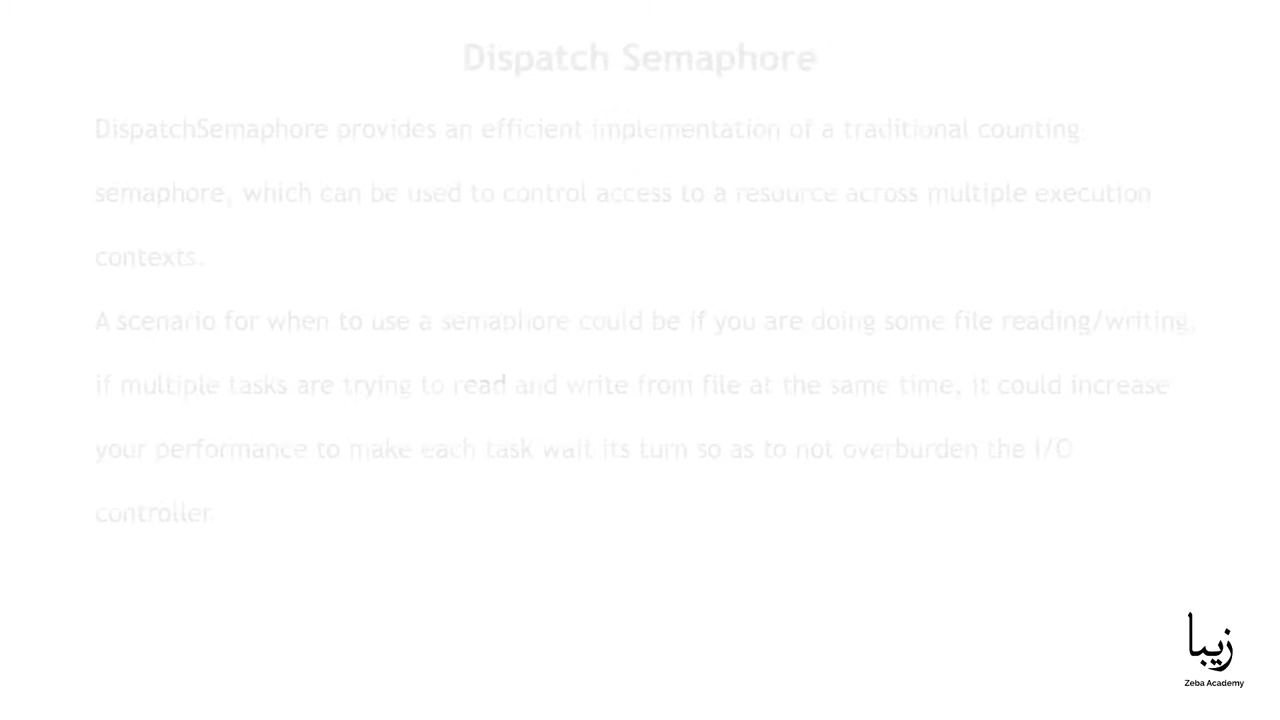 Dispatch Semaphore
DispatchSemaphore provides an efficient implementation of a traditional counting
semaphore, which can be used to control access to a resource across multiple execution
contexts.
A scenario for when to use a semaphore could be if you are doing some file reading/writing,
if multiple tasks are trying to read and write from file at the same time, it could increase
your performance to make each task wait its turn so as to not overburden the I/O
controller
زیبا
Zeba Academy